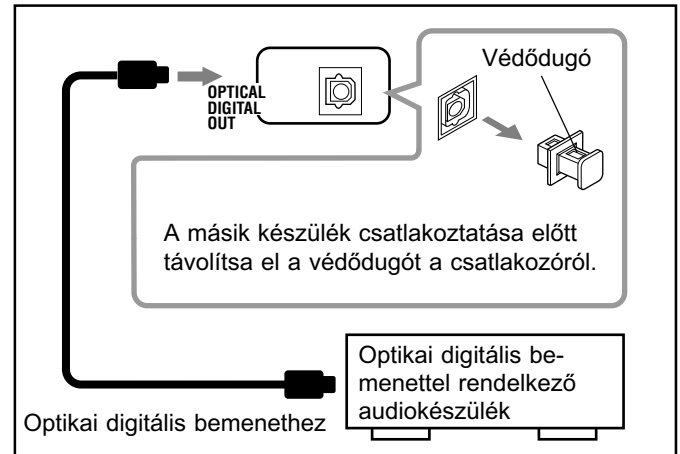 Védődugó
OPTICAL
DIGITAL
OUT
A másik készülék csatlakoztatása előtt
távolítsa el a védődugót a csatlakozóról.
Optikai digitális be-
menettel rendelkező
audiokészülék
Optikai digitális bemenethez